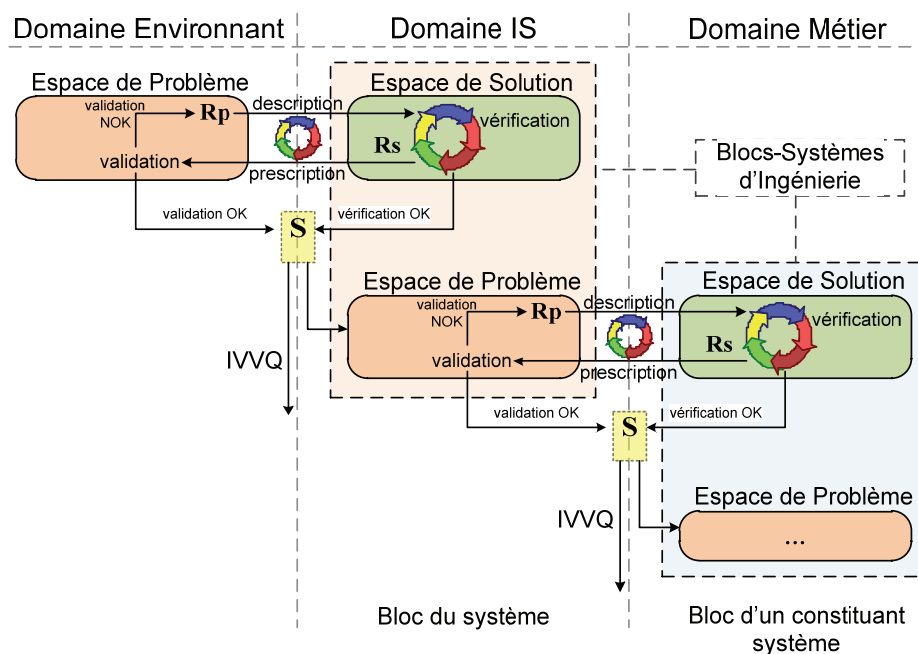 Domaine Environnant
Domaine IS
Domaine Métier
Espace de Problème
Espace de Solution
validation
NOK
Rp
description
vérification
Rs
validation
prescription
Blocs-Systèmes
d'Ingénierie
validation OK
vérification OK
S
Espace de Problème
Espace de Solution
validation
NOK
Rp
description
vérification
Rs
validation
prescription
IVVQ
validation OK
vérification OK
S
Espace de Problème
IVVQ
...
Bloc du système
Bloc d'un constituant
système